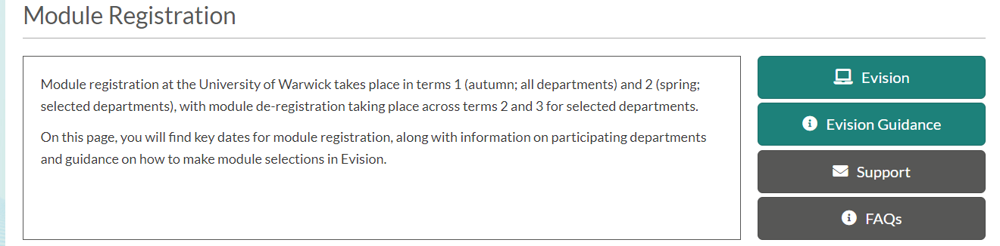 Module Registration
Module registration at the University of Warwick takes place in terms 1 (autumn; all departments) and 2 (spring;
selected departments), with module de-registration taking place across terms 2 and 3 for selected departments.
On this page, you will find key dates for module registration, along with information on participating departments
and guidance on how to make module selections in Evision.
Evision
Evision Guidance
Support
FAQs